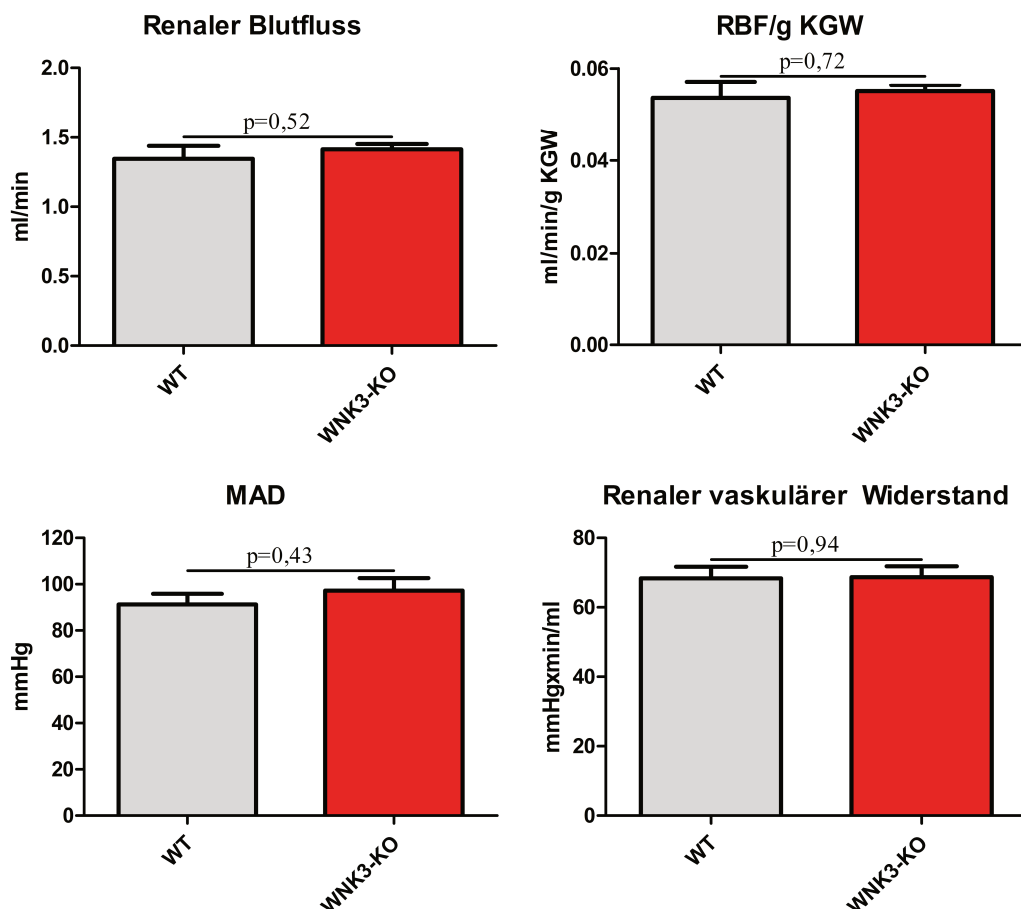 Renaler Blutfluss
2.0
1.5
1.0
0.5
0.0
ml/min
p=0,52
WT
WNK3-KO
RBF/g KGW
0.06
0.04
0.02
0.00
ml/min/g KGW
p=0,72
WT
WNK3-KO
MAD
120
100
80
60
40
20
0
mmHg
p=0,43
WT
WNK3-KO
Renaler vaskulärer Widerstand
80
60
40
20
0
mmHgxmin/ml
p=0,94
WT
WNK3-KO